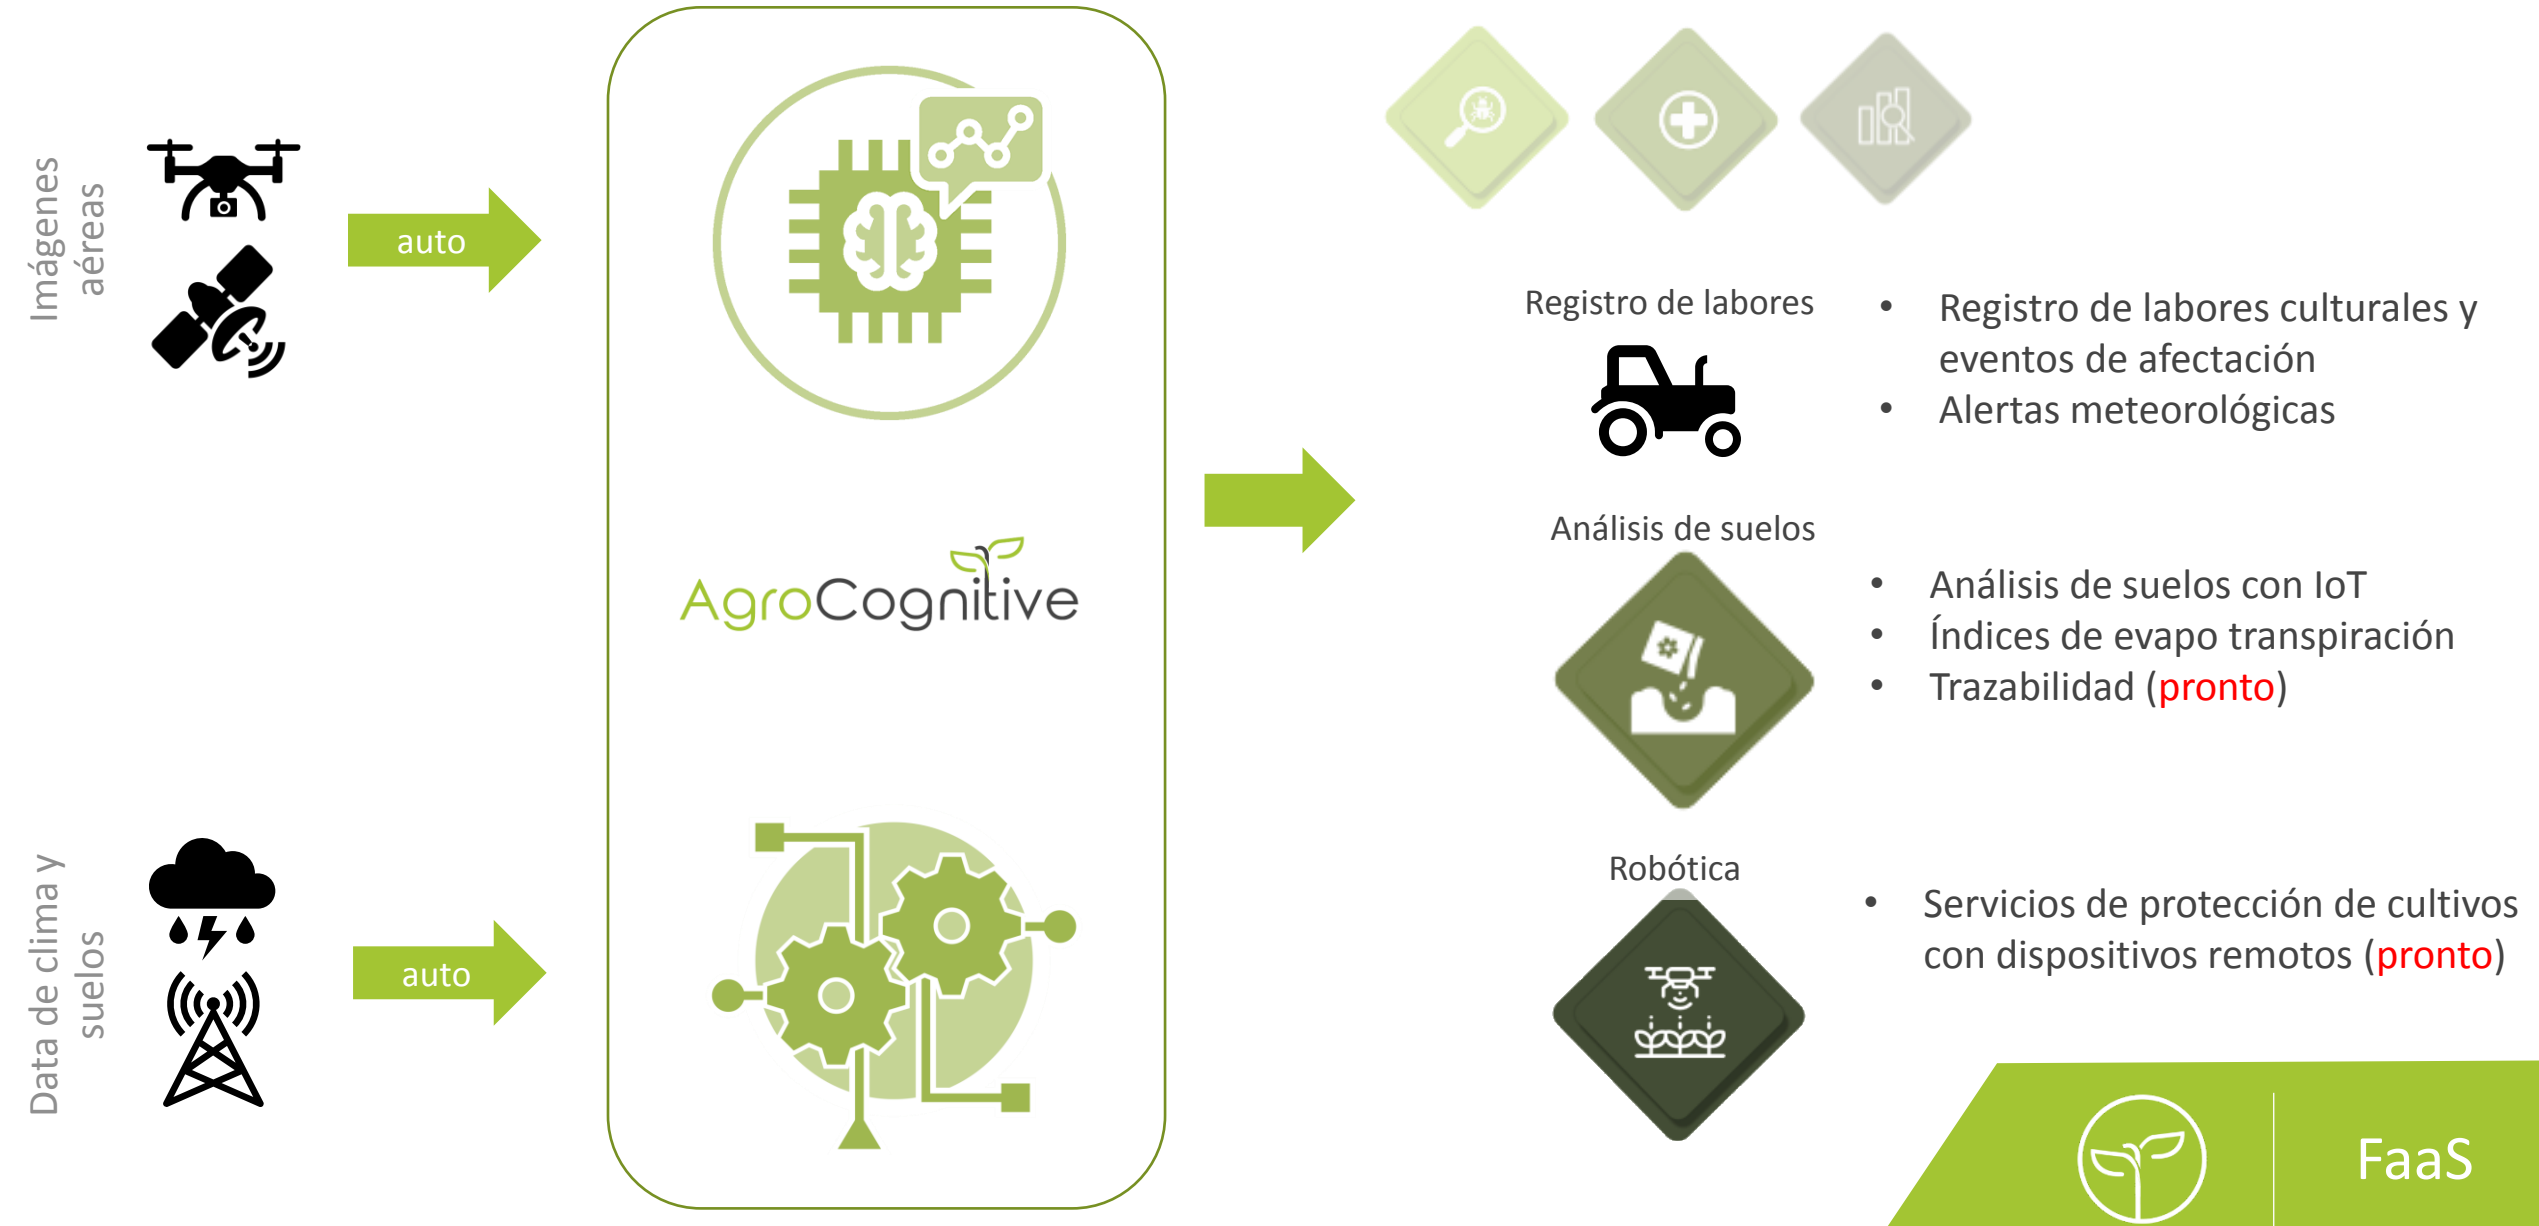 Imágenes
aéreas
auto
Data de clima y
suelos
auto
AgroCognitive
Registro de labores
• Registro de labores culturales y
eventos de afectación
• Alertas meteorológicas
Análisis de suelos
• Análisis de suelos con IoT
• Índices de evapo transpiración
• Trazabilidad (pronto)
Robótica
• Servicios de protección de cultivos
con dispositivos remotos (pronto)
FaaS